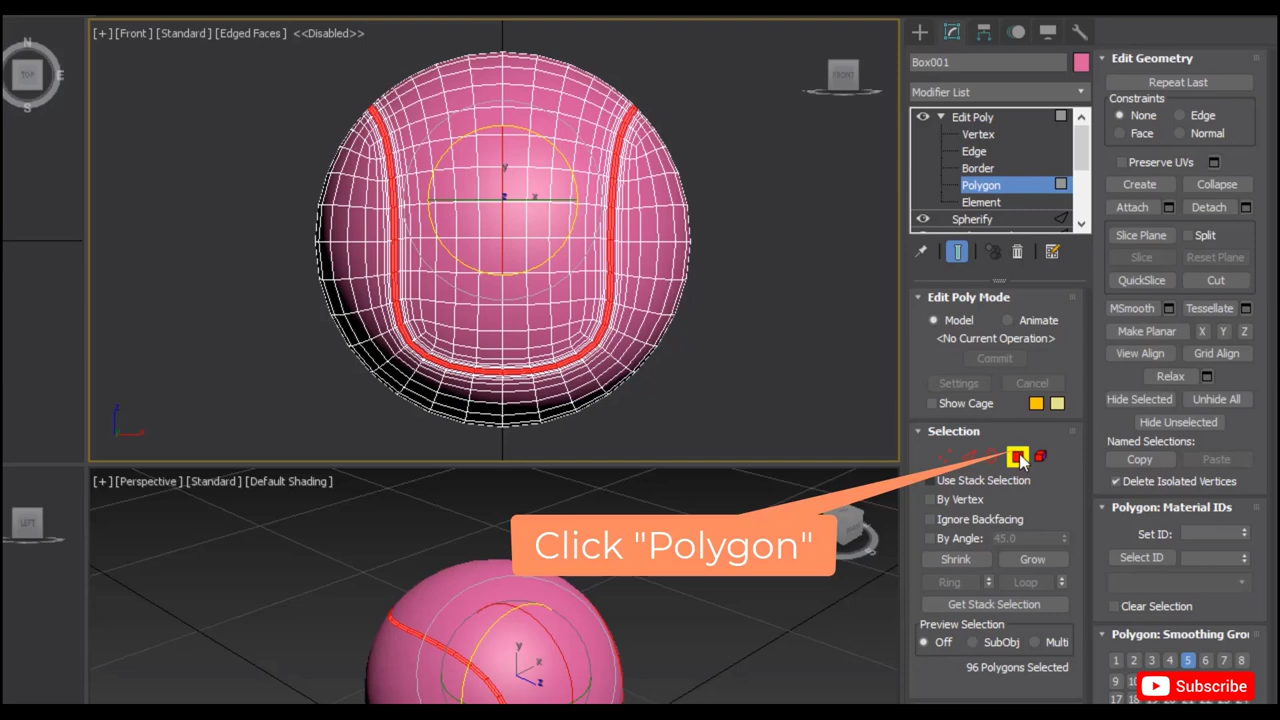 [+] [Front] [Standard] [Edged Faces] <<Disabled>>
N
TOP
E
S
FRONT
y
z
x
z
x
LEFT
[+] [Perspective] [Standard] [Default Shading]
y
x
z
Click "Polygon"
Box001
Modifier List
Edit Poly
Vertex
Edge
Border
Polygon
Element
Spherify
Edit Poly Mode
Model
Animate
<No Current Operation>
Commit
Settings
Cancel
Show Cage
Selection
Use Stack Selection
By Vertex
Ignore Backfacing
By Angle: 45.0
Shrink
Grow
Ring
Loop
Get Stack Selection
Preview Selection
Off
SubObj
Multi
96 Polygons Selected
Edit Geometry
Repeat Last
Constraints
None
Edge
Face
Normal
Preserve UVs
Create
Collapse
Attach
Detach
Slice Plane
Split
Slice
Reset Plane
QuickSlice
Cut
MSmooth
Tessellate
Make Planar
X
Y
Z
View Align
Grid Align
Relax
Hide Selected
Unhide All
Hide Unselected
Named Selections:
Copy
Paste
Delete Isolated Vertices
Polygon: Material IDs
Set ID:
Select ID
Clear Selection
Polygon: Smoothing Gro
1 2 3 4 5 6 7 8
9
17
Subscribe